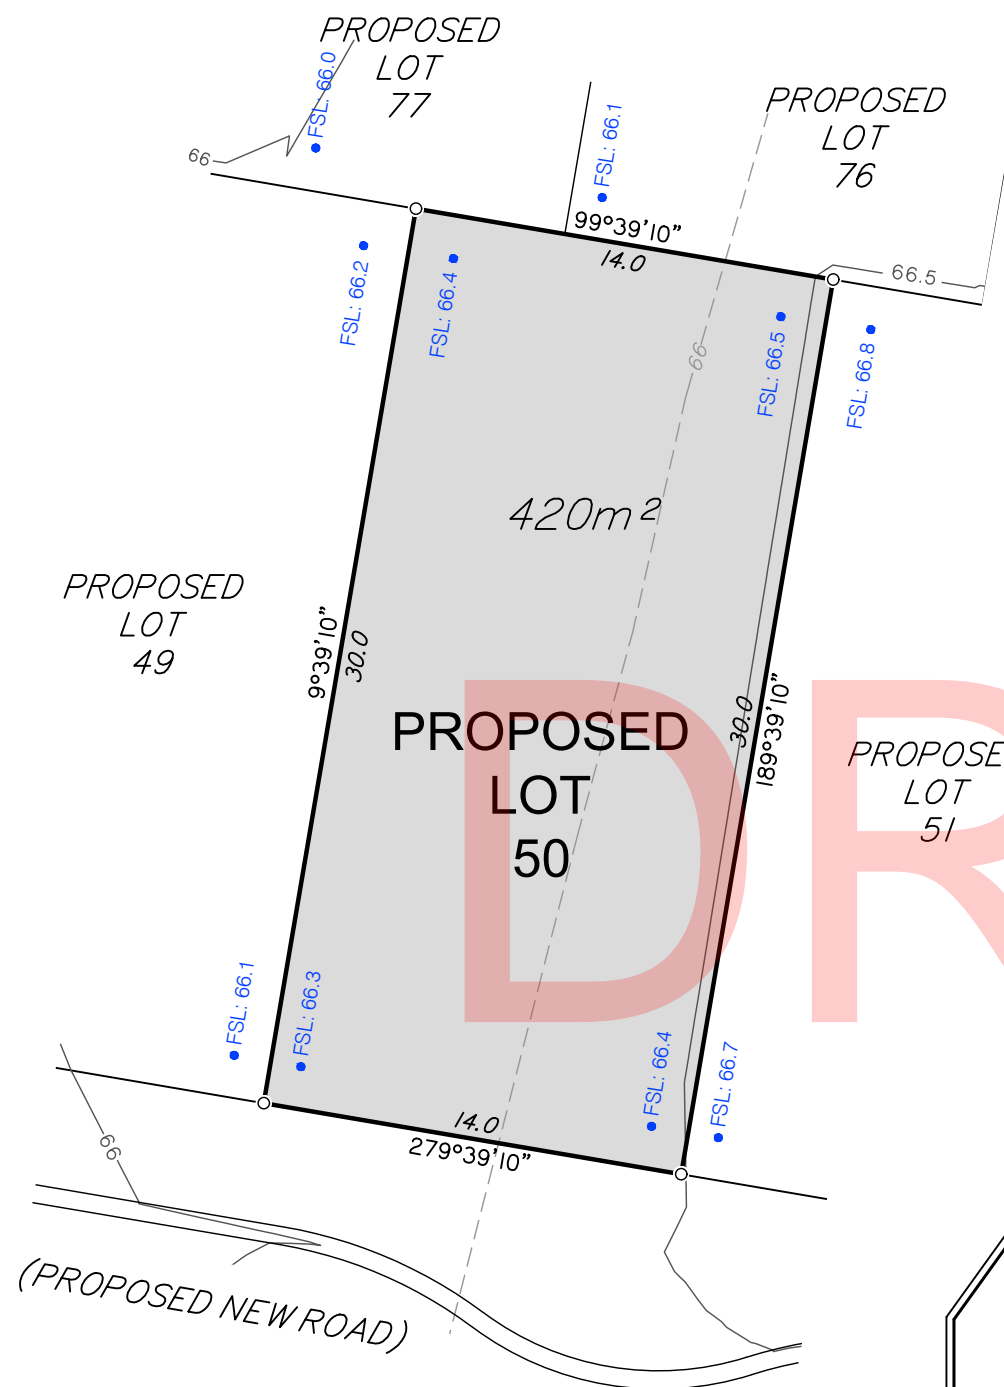 PROPOSED
LOT
77
PROPOSED
LOT
76
FSL: 66.0
FSL: 66.1
66
99°39'10"
14.0
66.5
FSL: 66.2
FSL: 66.4
66
FSL: 66.5
FSL: 66.8
420m²
PROPOSED
LOT
49
9°39'10"
30.0
30.0
189°39'10"
PROPOSED
LOT
50
PROPOSE
LOT
51
DR
FSL: 66.1
FSL: 66.3
FSL: 66.4
FSL: 66.7
14.0
279°39'10"
66
(PROPOSED NEW ROAD)